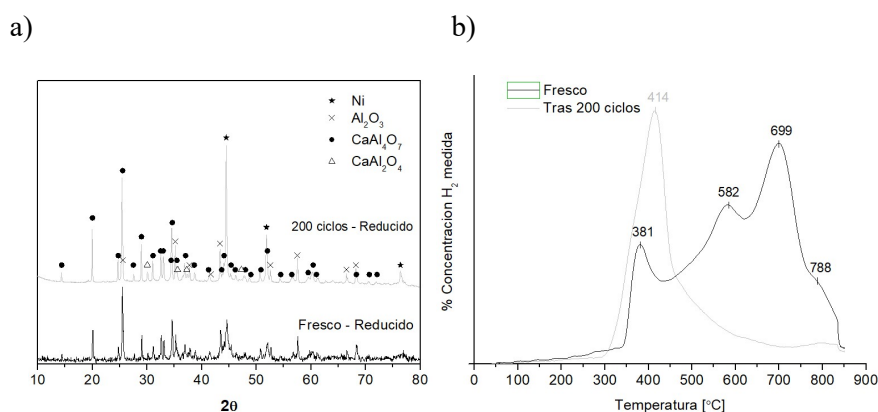 a)
b)
Ni
Al2O3
CaAl4O7
CaAl2O4
200 ciclos - Reducido
Fresco - Reducido
10 20 30 40 50 60 70 80
2θ
Fresco
Tras 200 ciclos
414
699
582
381
788
% Concentracion H2 medida
0 100 200 300 400 500 600 700 800 900
Temperatura [°C]